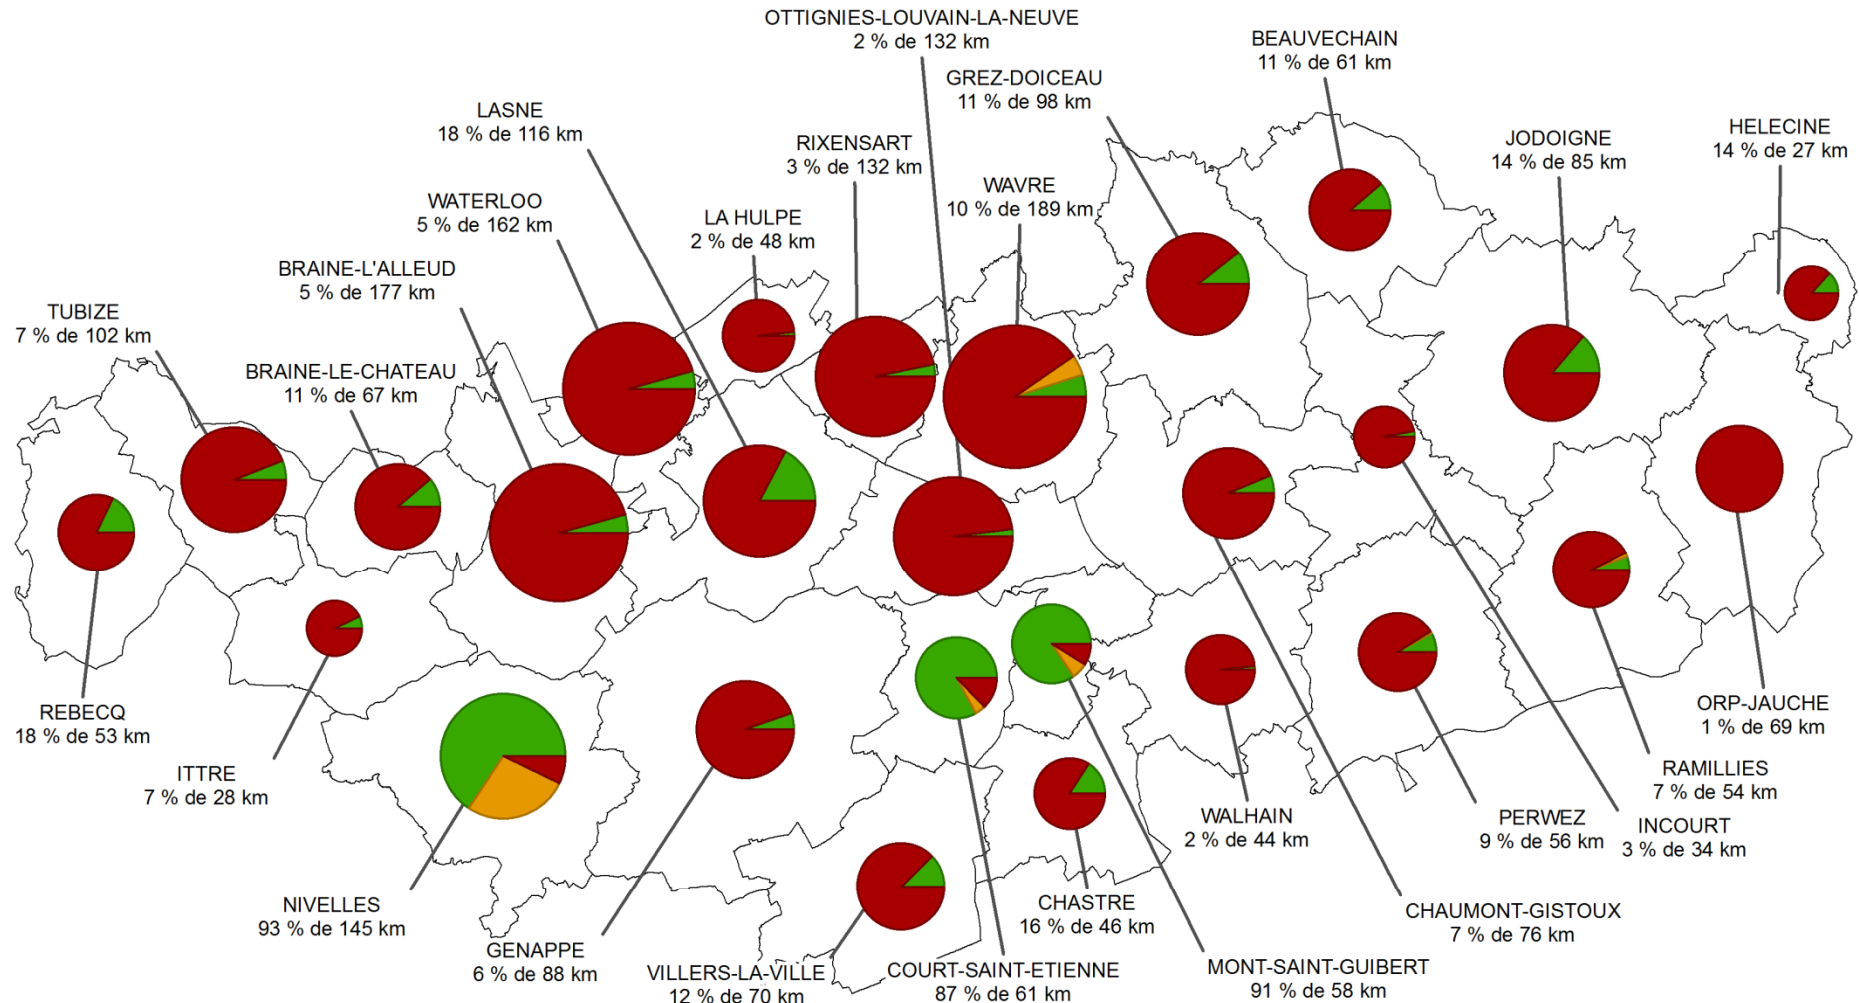 OTTIGNIES-LOUVAIN-LA-NEUVE
2 % de 132 km
BEAUVECHAIN
11 % de 61 km
GREZ-DOICEAU
11 % de 98 km
LASNE
18 % de 116 km
RIXENSART
3 % de 132 km
JODOIGNE
14 % de 85 km
HELECINE
14 % de 27 km
WAVRE
10 % de 189 km
WATERLOO
5 % de 162 km
LA HULPE
2 % de 48 km
BRAINE-L'ALLEUD
5 % de 177 km
TUBIZE
7 % de 102 km
BRAINE-LE-CHATEAU
11 % de 67 km
REBECQ
18 % de 53 km
ITTRE
7 % de 28 km
NIVELLES
93 % de 145 km
GENAPPE
6 % de 88 km
VILLERS-LA-VILLE
12 % de 70 km
COURT-SAINT-ETIENNE
87 % de 61 km
CHASTRE
16 % de 46 km
MONT-SAINT-GUIBERT
91 % de 58 km
WALHAIN
2 % de 44 km
CHAUMONT-GISTOUX
7 % de 76 km
PERWEZ
9 % de 56 km
INCOURT
3 % de 34 km
RAMILLIES
7 % de 54 km
ORP-JAUCHE
1 % de 69 km